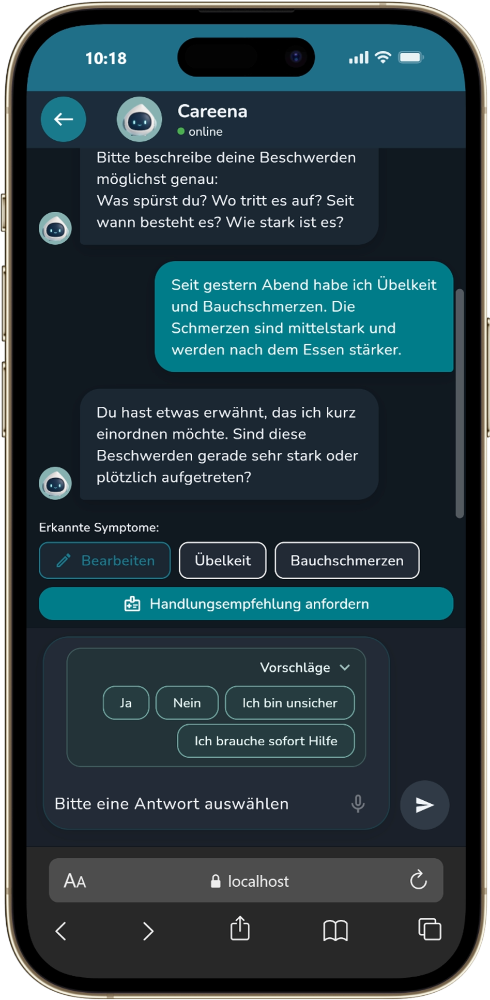 10:18
Careena
online
Bitte beschreibe deine Beschwerden
möglichst genau:
Was spürst du? Wo tritt es auf? Seit
wann besteht es? Wie stark ist es?
Seit gestern Abend habe ich Übelkeit
und Bauchschmerzen. Die
Schmerzen sind mittelstark und
werden nach dem Essen stärker.
Du hast etwas erwähnt, das ich kurz
einordnen möchte. Sind diese
Beschwerden gerade sehr stark oder
plötzlich aufgetreten?
Erkannte Symptome:
Bearbeiten Übelkeit Bauchschmerzen
Handlungsempfehlung anfordern
Vorschläge
Ja Nein Ich bin unsicher
Ich brauche sofort Hilfe
Bitte eine Antwort auswählen
AA localhost